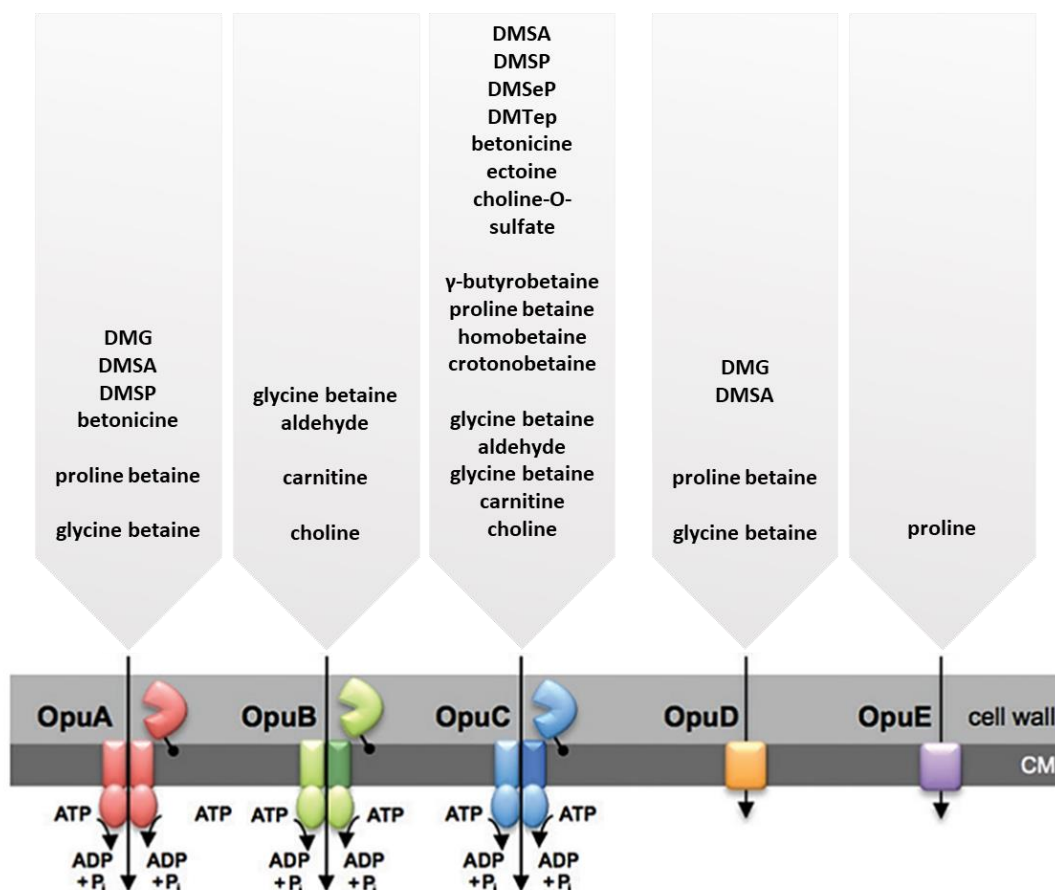 DMG
DMSA
DMSP
betonicine
proline betaine
glycine betaine
glycine betaine
aldehyde
carnitine
choline
DMSA
DMSP
DMSeP
DMTep
betonicine
ectoine
choline-O-
sulfate
γ-butyrobetaine
proline betaine
homobetaine
crotonobetaine
glycine betaine
aldehyde
glycine betaine
carnitine
choline
DMG
DMSA
proline betaine
glycine betaine
proline
OpuA OpuB OpuC OpuD OpuE cell wall
CM
ATP ATP ATP ATP ATP ATP
ADP ADP ADP ADP ADP ADP
+Pi +Pi +Pi +Pi +Pi +Pi